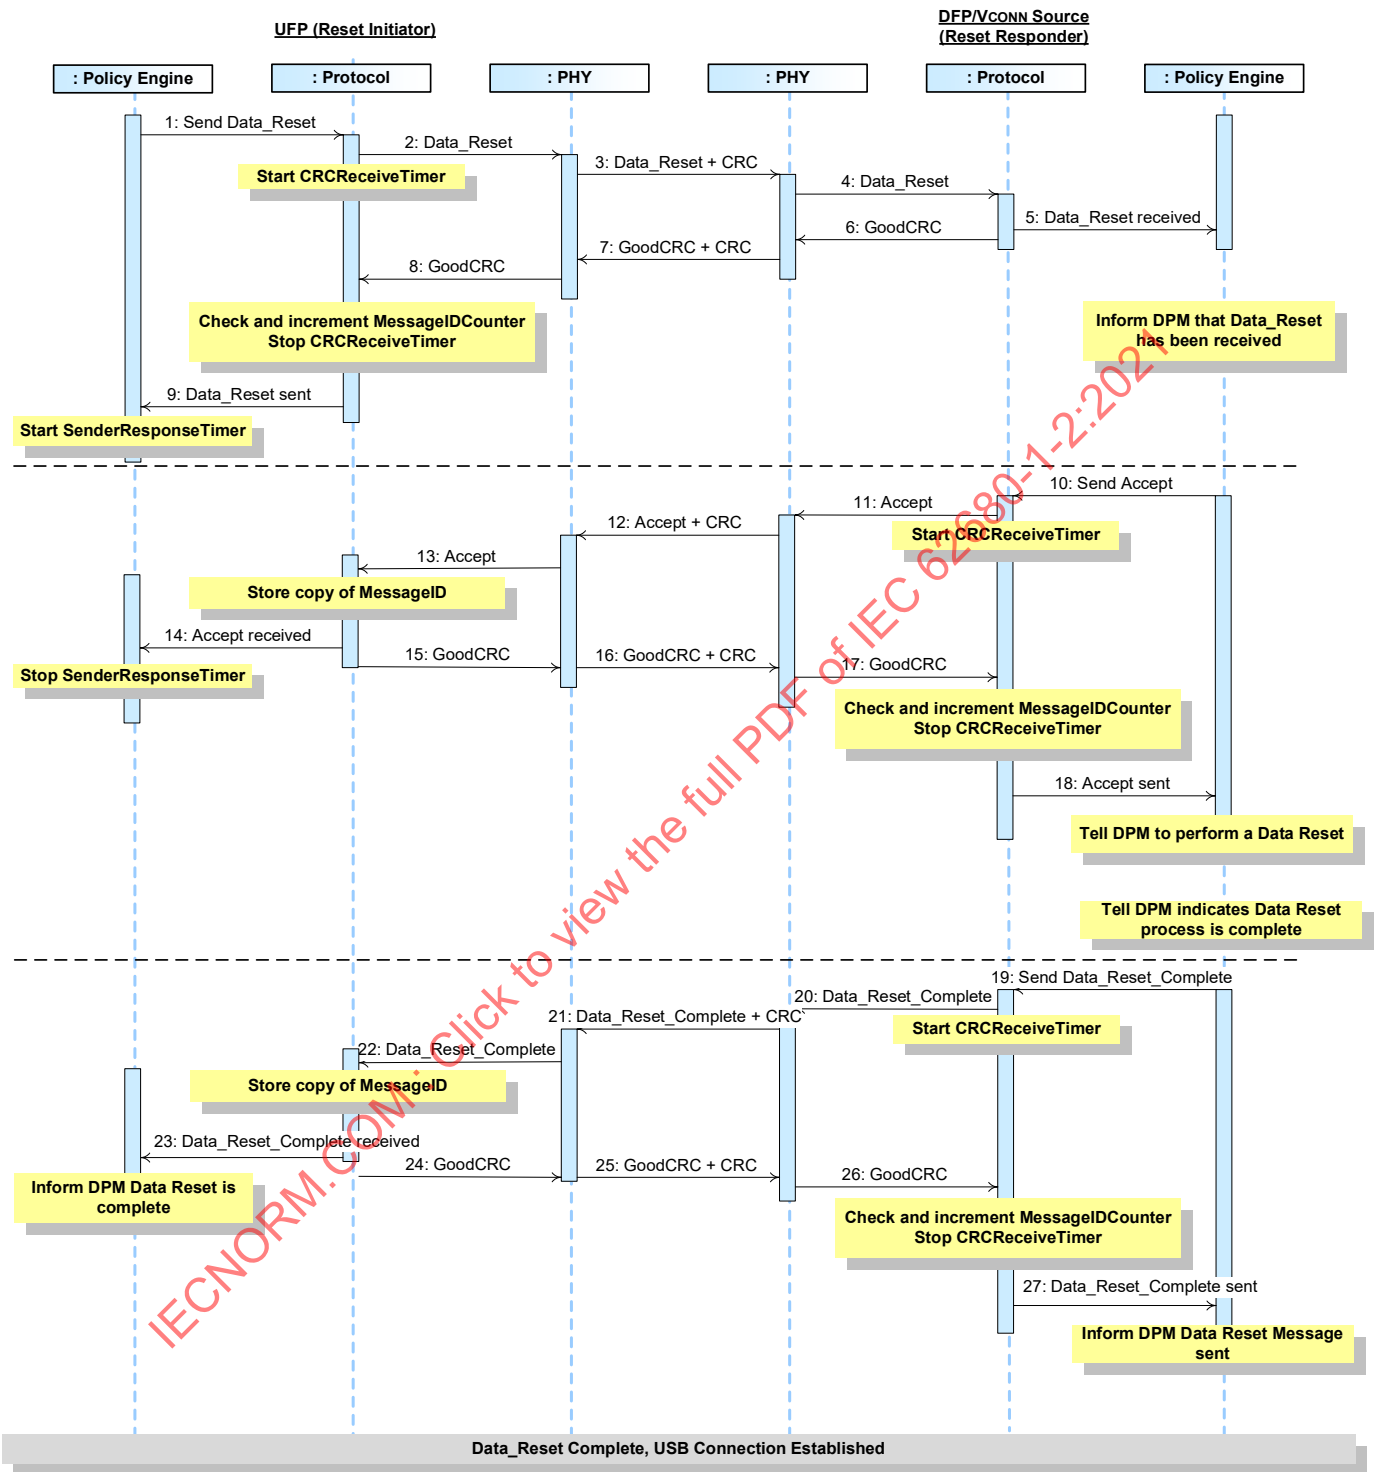 UFP (Reset Initiator)
DFP/VCONN Source
(Reset Responder)
: Policy Engine
: Protocol
: PHY
: PHY
: Protocol
: Policy Engine
1: Send Data_Reset
2: Data_Reset
Start CRCReceiveTimer
3: Data_Reset + CRC
4: Data_Reset
5: Data_Reset received
6: GoodCRC
7: GoodCRC + CRC
8: GoodCRC
Check and increment MessageIDCounter
Stop CRCReceiveTimer
Inform DPM that Data_Reset
has been received
9: Data_Reset sent
Start SenderResponseTimer
10: Send Accept
11: Accept
Start CRCReceiveTimer
12: Accept + CRC
13: Accept
Store copy of MessageID
14: Accept received
15: GoodCRC
16: GoodCRC + CRC
17: GoodCRC
Stop SenderResponseTimer
Check and increment MessageIDCounter
Stop CRCReceiveTimer
18: Accept sent
Tell DPM to perform a Data Reset
Tell DPM indicates Data Reset
process is complete
19: Send Data_Reset_Complete
20: Data_Reset_Complete
Start CRCReceiveTimer
21: Data_Reset_Complete + CRC
22: Data_Reset_Complete
Store copy of MessageID
23: Data_Reset_Complete received
24: GoodCRC
25: GoodCRC + CRC
26: GoodCRC
Inform DPM Data Reset is
complete
Check and increment MessageIDCounter
Stop CRCReceiveTimer
27: Data_Reset_Complete sent
Inform DPM Data Reset Message
sent
Data_Reset Complete, USB Connection Established
IECNORM.COM : Click to view the full PDF of IEC 62680-1-2:2021